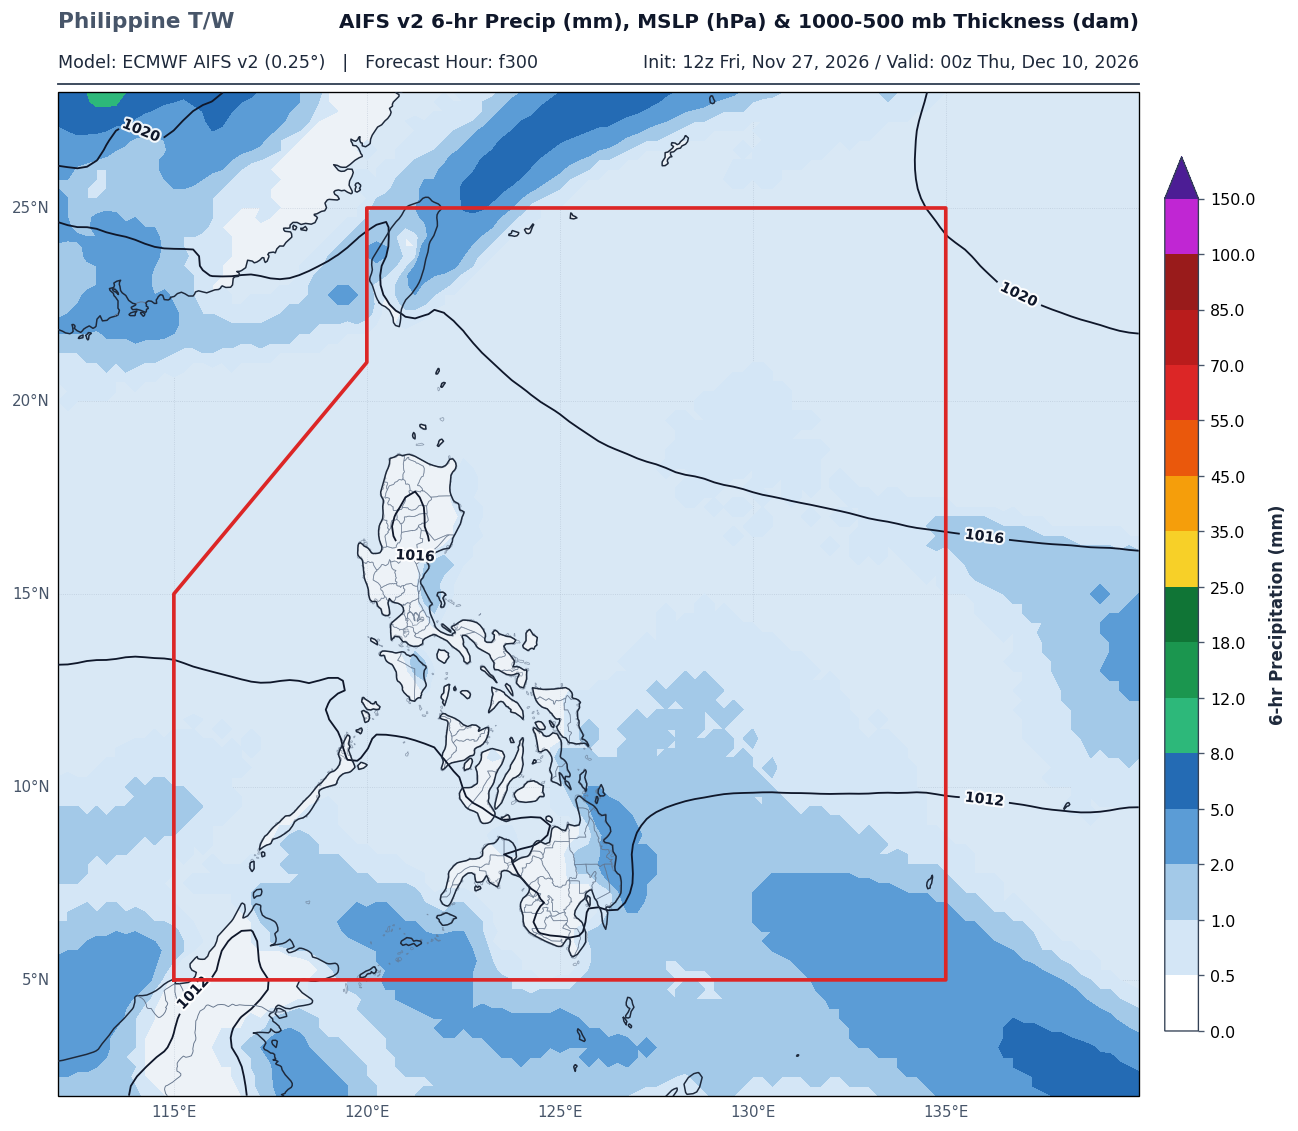 Philippine T/W
AIFS v2 6-hr Precip (mm), MSLP (hPa) & 1000-500 mb Thickness (dam)
Model: ECMWF AIFS v2 (0.25°) | Forecast Hour: f300
Init: 12z Fri, Nov 27, 2026 / Valid: 00z Thu, Dec 10, 2026
1020
25°N
1020
20°N
1016
1016
15°N
10°N
1012
5°N
1012
115°E
120°E
125°E
130°E
135°E
150.0
100.0
85.0
70.0
55.0
45.0
35.0
25.0
18.0
12.0
8.0
5.0
2.0
1.0
0.5
0.0
6-hr Precipitation (mm)